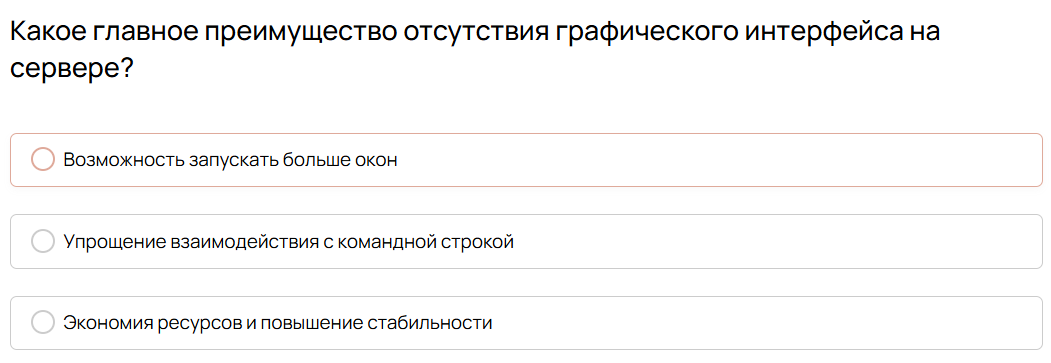 Какое главное преимущество отсутствия графического интерфейса на
сервере?
Возможность запускать больше окон
Упрощение взаимодействия с командной строкой
Экономия ресурсов и повышение стабильности